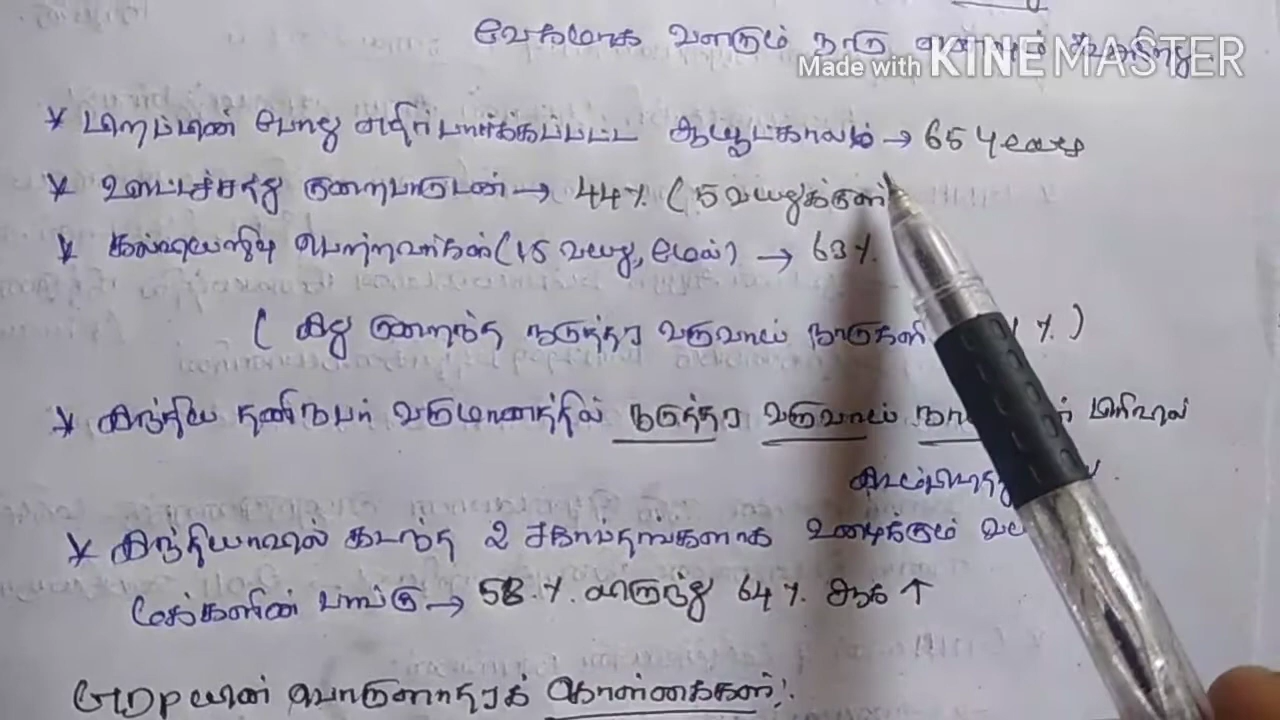 வேகமாக வளரும் நாடு
Made with KINEMASTER
* பிறப்பின் போது எதிர்பார்க்கப்பட்ட ஆயுட்காலம் → 65 years
* ஊட்டச்சத்து குறைபாடுடன் → 44% (5 வயதுக்குள்
* கல்வியறிவு பெற்றவர்கள் (15 வயது, மேல்) → 63%.
( இது குறைந்த நடுத்தர வருவாய் நாடுகளி %)
* இந்திய தனிநபர் வருமானத்தில் நடுத்தர வருவாய் பிரிவில்
* இந்தியாவில் கடந்த 2 சகாப்தங்களாக உழைக்கும்
மக்களின் பங்கு → 58%. லிருந்து 64%. ஆக ↑
பொருளாதாரக் கொள்கைகள்: